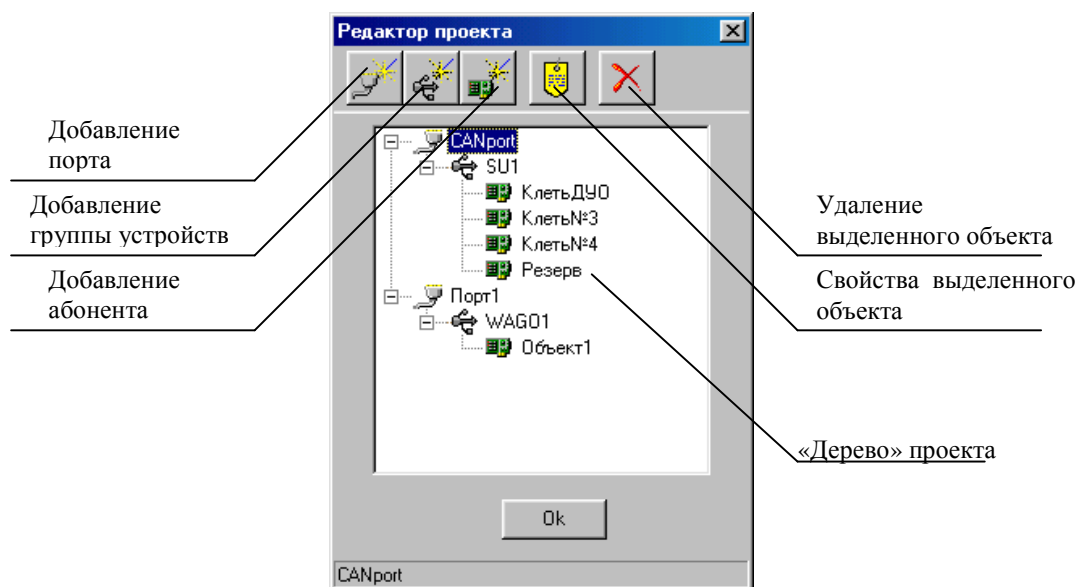 Редактор проекта
Добавление
порта
Добавление
группы устройств
Добавление
абонента
CANport
SU1
КлетьДУО
Клеть№3
Клеть№4
Резерв
Порт1
WAGO1
Объект1
Удаление
выделенного объекта
Свойства выделенного
объекта
«Дерево» проекта
Ok
CANport